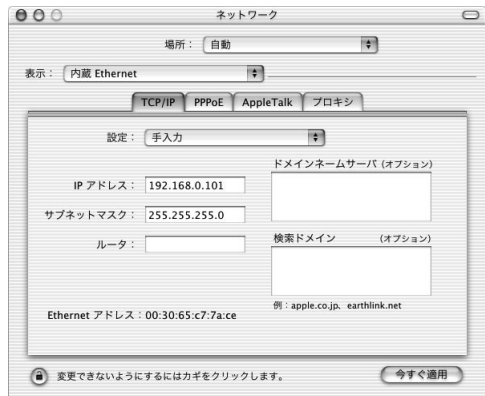 ネットワーク
場所： 自動
表示： 内蔵 Ethernet
TCP/IP PPPoE AppleTalk プロキシ
設定： 手入力
ドメインネームサーバ (オプション)
IP アドレス： 192.168.0.101
サブネットマスク： 255.255.255.0
ルータ：
検索ドメイン (オプション)
例：apple.co.jp、earthlink.net
Ethernet アドレス：00:30:65:c7:7a:ce
変更できないようにするにはカギをクリックします。
今すぐ適用